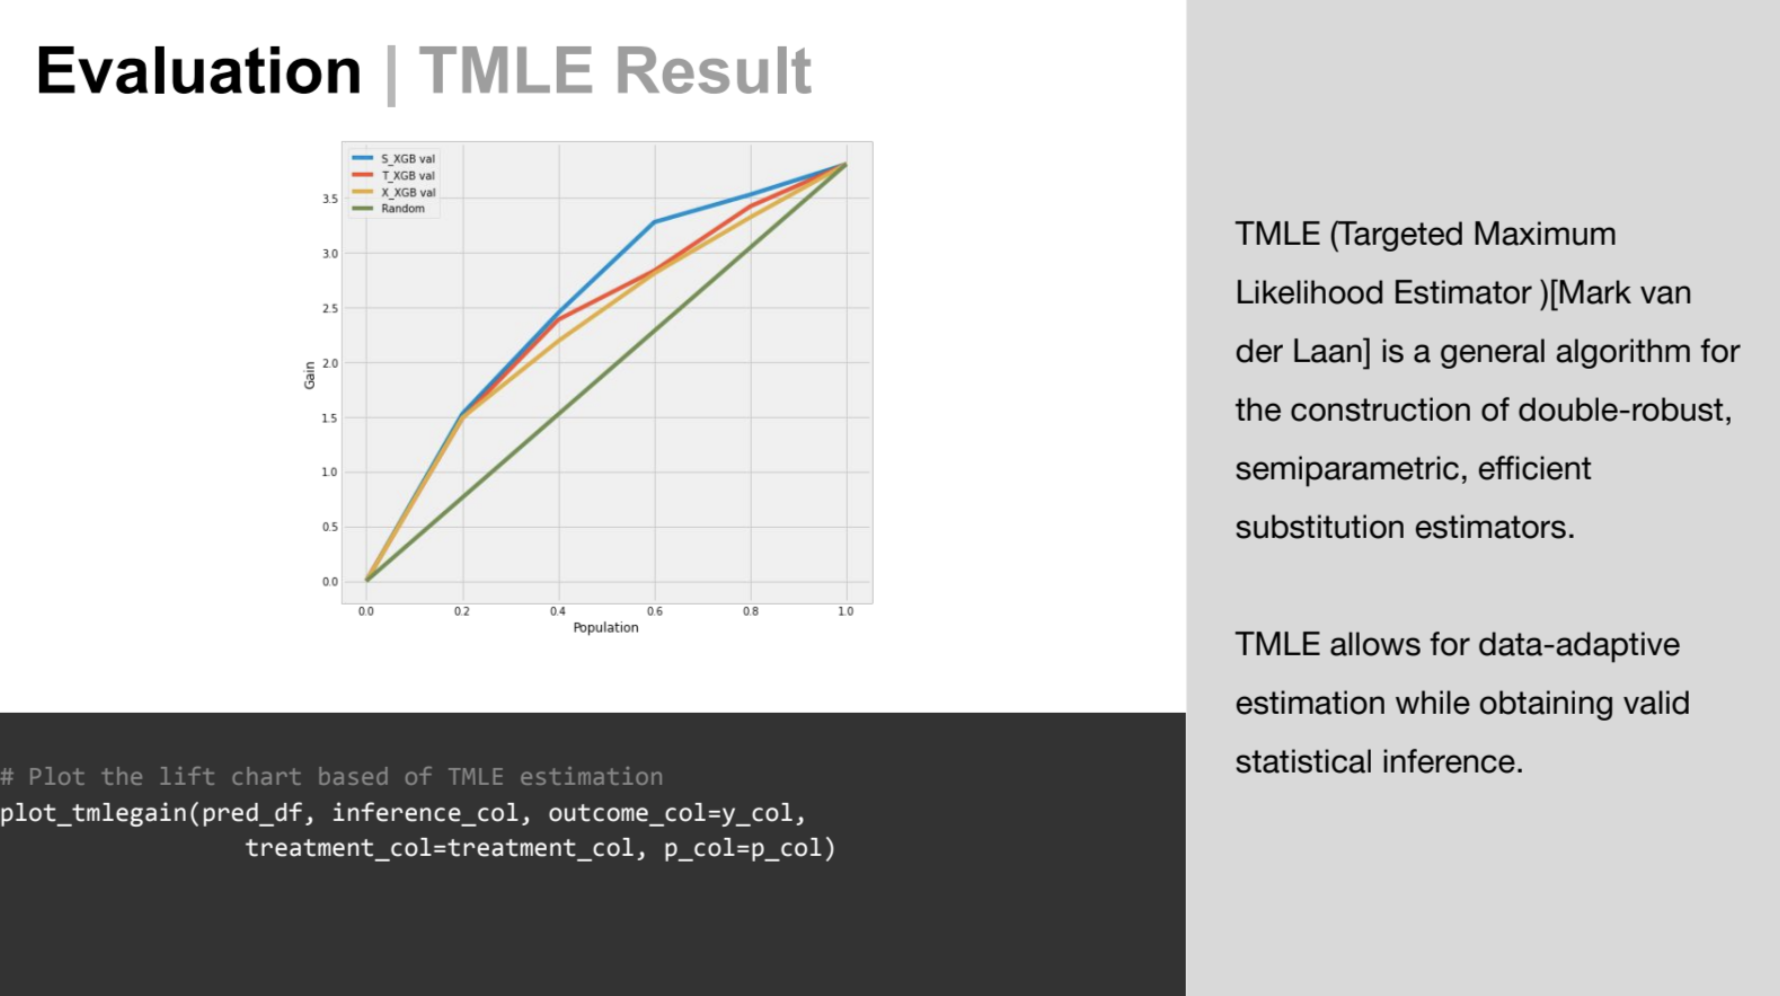 Evaluation | TMLE Result
S_XGB val
T_XGB val
X_XGB val
Random
3.5
3.0
2.5
2.0
1.5
1.0
0.5
0.0
Gain
0.0 0.2 0.4 0.6 0.8 1.0
Population
# Plot the lift chart based of TMLE estimation
plot_tmlegain(pred_df, inference_col, outcome_col=y_col,
treatment_col=treatment_col, p_col=p_col)
TMLE (Targeted Maximum
Likelihood Estimator )[Mark van
der Laan] is a general algorithm for
the construction of double-robust,
semiparametric, efficient
substitution estimators.
TMLE allows for data-adaptive
estimation while obtaining valid
statistical inference.